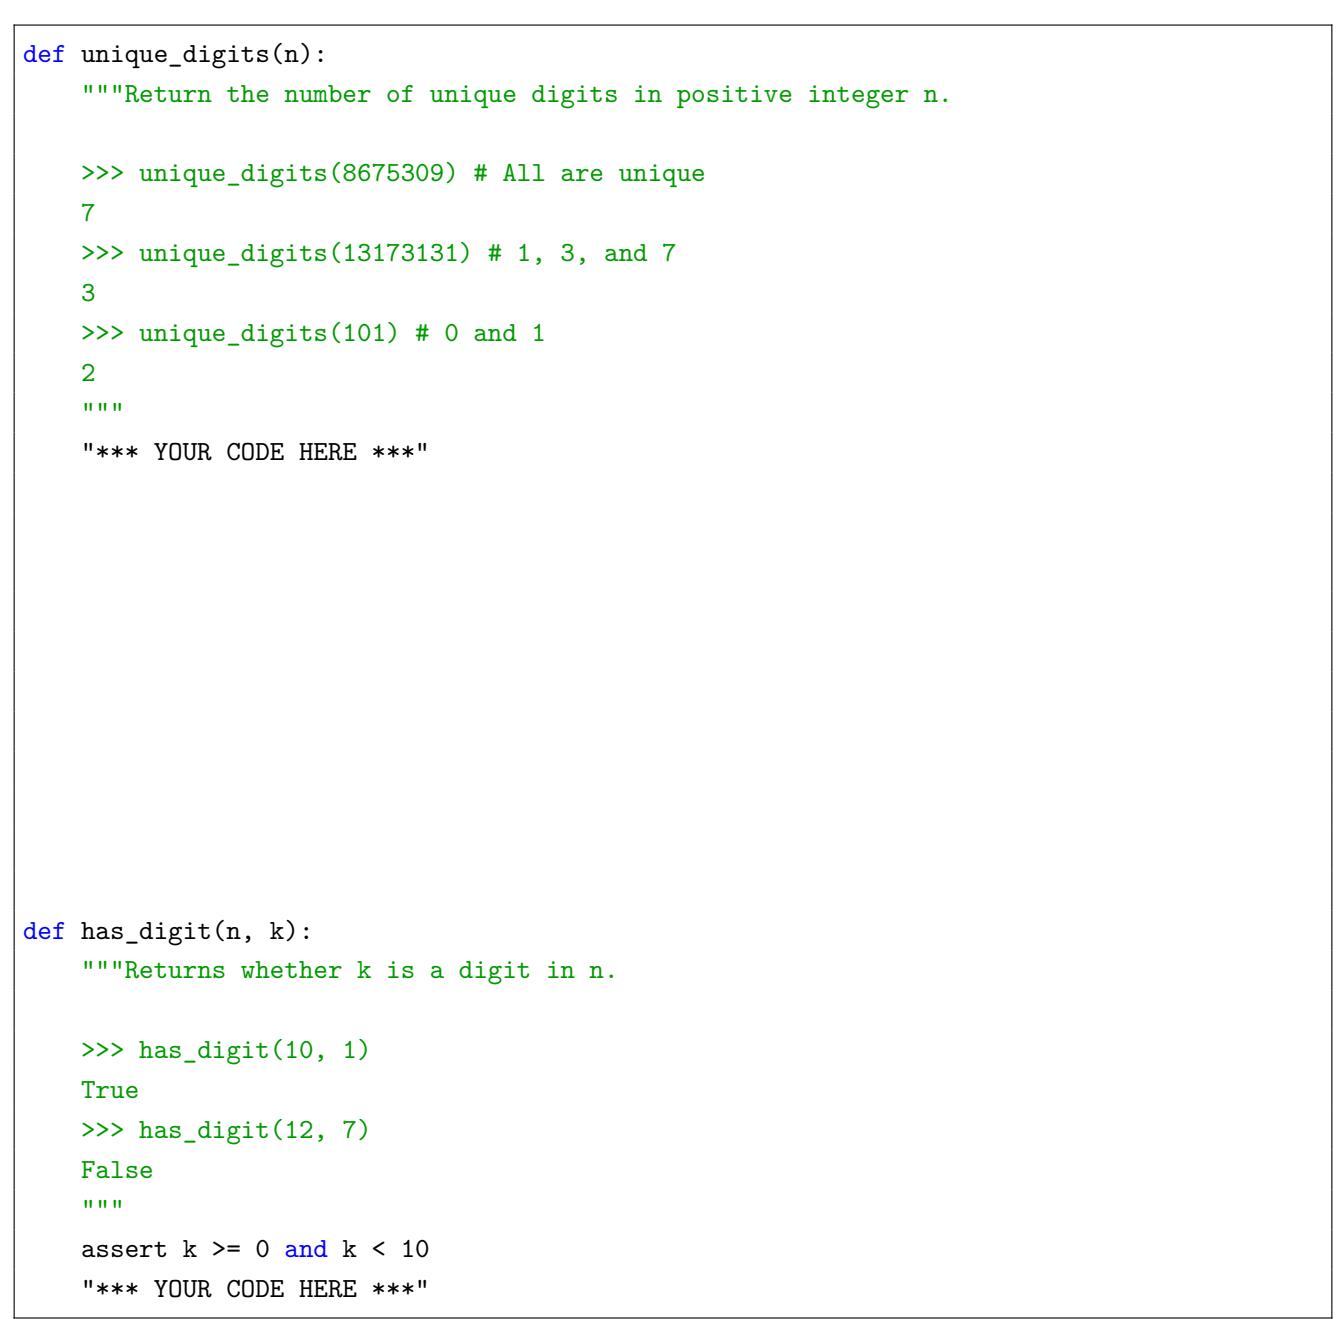 def unique_digits(n):
    """Return the number of unique digits in positive integer n.
    >>> unique_digits(8675309) # All are unique
    7
    >>> unique_digits(13173131) # 1, 3, and 7
    3
    >>> unique_digits(101) # 0 and 1
    2
    """
    "*** YOUR CODE HERE ***"
def has_digit(n, k):
    """Returns whether k is a digit in n.
    >>> has_digit(10, 1)
    True
    >>> has_digit(12, 7)
    False
    """
    assert k >= 0 and k < 10
    "*** YOUR CODE HERE ***"